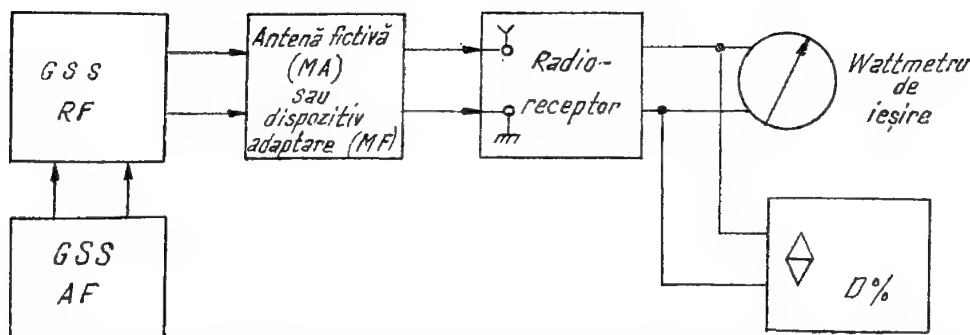 GSS
RF
Antenă fictivă
(MA)
sau
dispozitiv
adaptare (MF)
Radio-
receptor
Wattmetru
de
ieșire
GSS
AF
D%